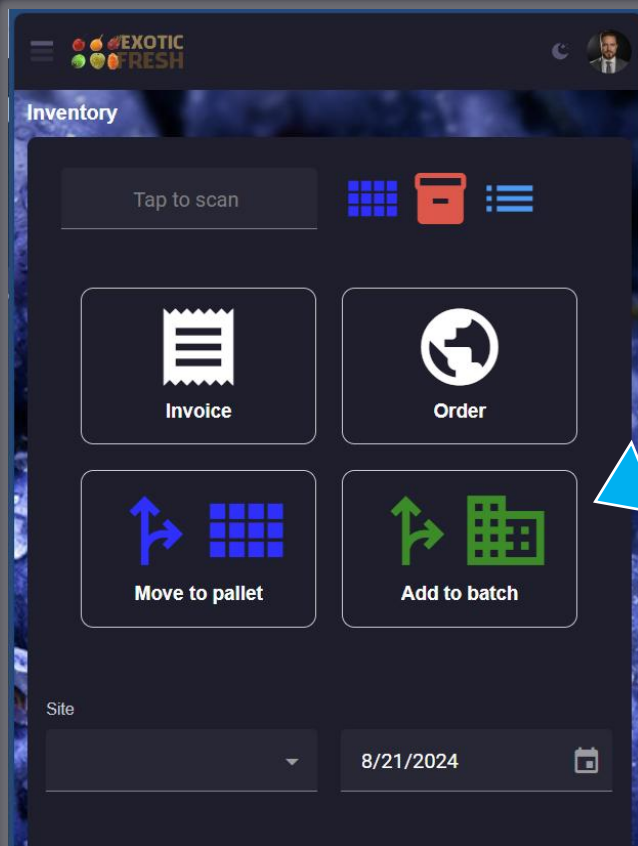 EXOTIC
FRESH
Inventory
Tap to scan
Invoice
Order
Move to pallet
Add to batch
Site
8/21/2024